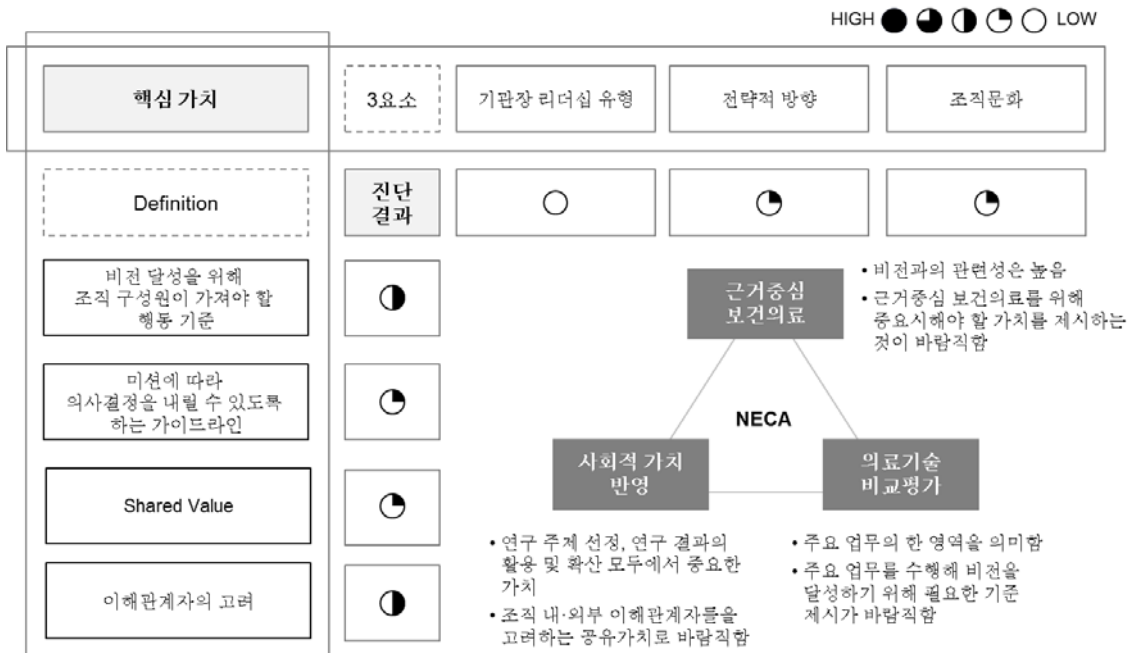 HIGH LOW
핵심 가치
3요소
기관장 리더십 유형
전략적 방향
조직문화
Definition
진단
결과
비전 달성을 위해
조직 구성원이 가져야 할
행동 기준
미션에 따라
의사결정을 내릴 수 있도록
하는 가이드라인
Shared Value
이해관계자의 고려
근거중심
보건의료
• 비전과의 관련성은 높음
• 근거중심 보건의료를 위해
중요시해야 할 가치를 제시하는
것이 바람직함
NECA
사회적 가치
반영
의료기술
비교평가
• 연구 주제 선정, 연구 결과의
활용 및 확산 모두에서 중요한
가치
• 조직 내·외부 이해관계자들을
고려하는 공유가치로 바람직함
• 주요 업무의 한 영역을 의미함
• 주요 업무를 수행해 비전을
달성하기 위해 필요한 기준
제시가 바람직함